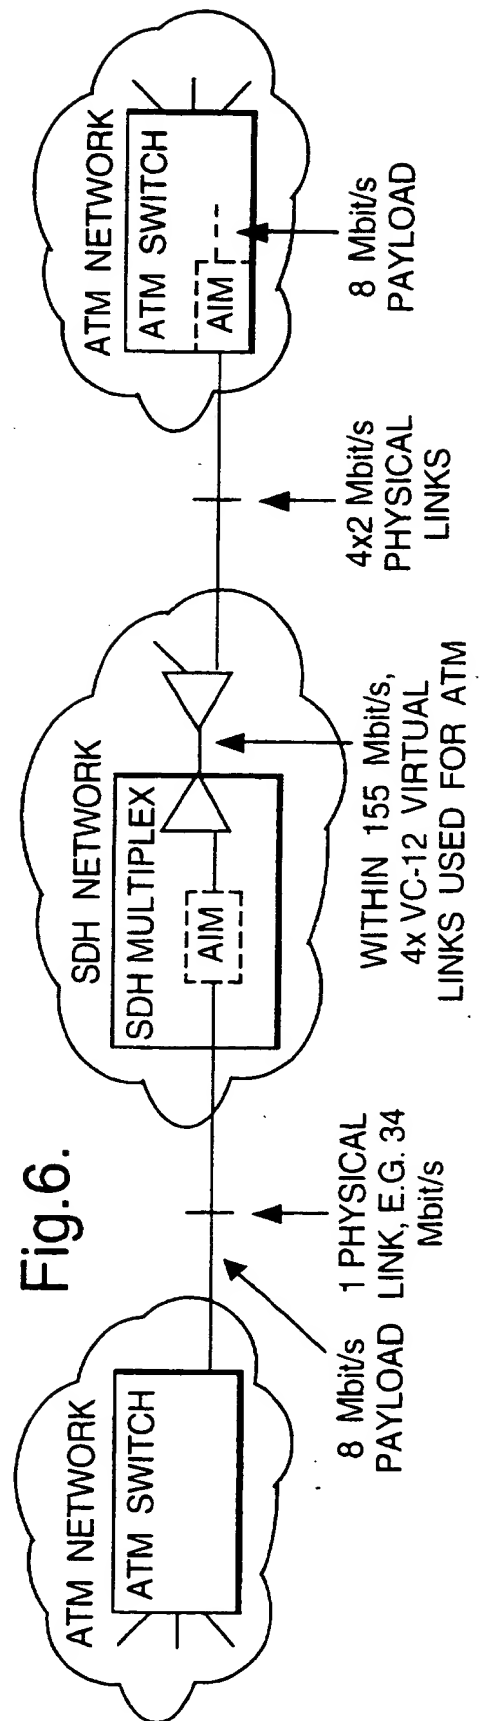 Fig.6.
ATM NETWORK
ATM SWITCH
8 Mbit/s
PAYLOAD
1 PHYSICAL
LINK, E.G. 34
Mbit/s
SDH NETWORK
SDH MULTIPLEX
AIM
WITHIN 155 Mbit/s,
4x VC-12 VIRTUAL
LINKS USED FOR ATM
4x2 Mbit/s
PHYSICAL
LINKS
ATM NETWORK
ATM SWITCH
AIM
8 Mbit/s
PAYLOAD